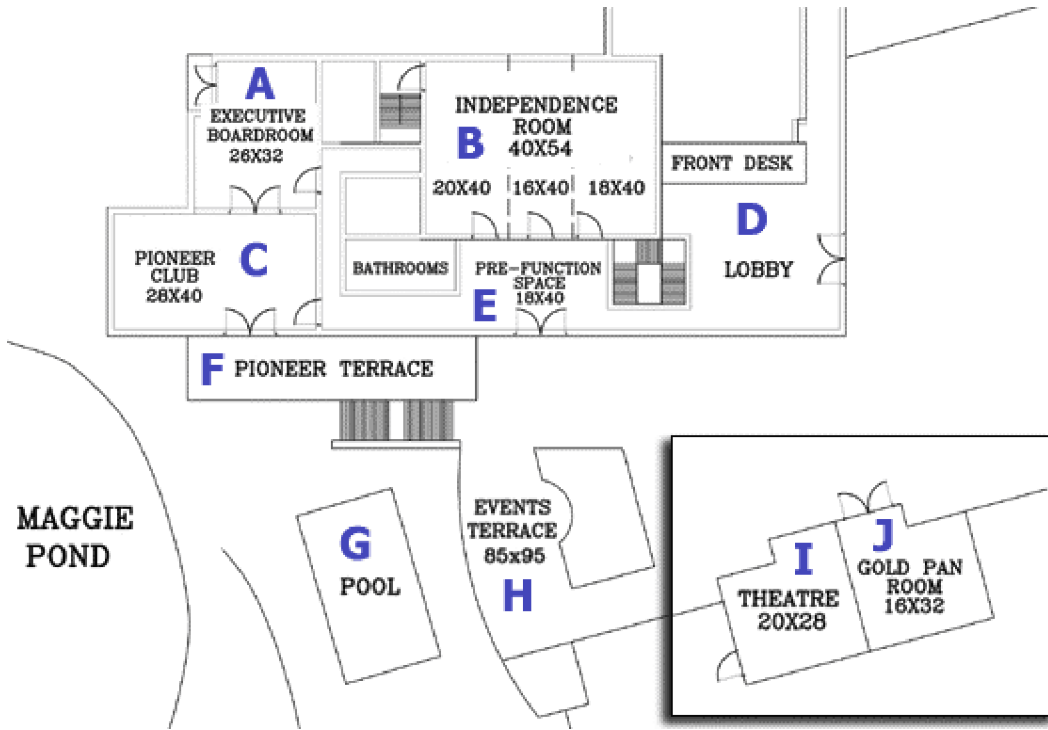 A
EXECUTIVE
BOARDROOM
26X32
B
INDEPENDENCE
ROOM
40X54
20X40
16X40
18X40
FRONT DESK
D
LOBBY
C
PIONEER
CLUB
28X40
BATHROOMS
E
PRE-FUNCTION
SPACE
18X40
F
PIONEER TERRACE
MAGGIE
POND
G
POOL
H
EVENTS
TERRACE
85x95
I
THEATRE
20X28
J
GOLD PAN
ROOM
16X32